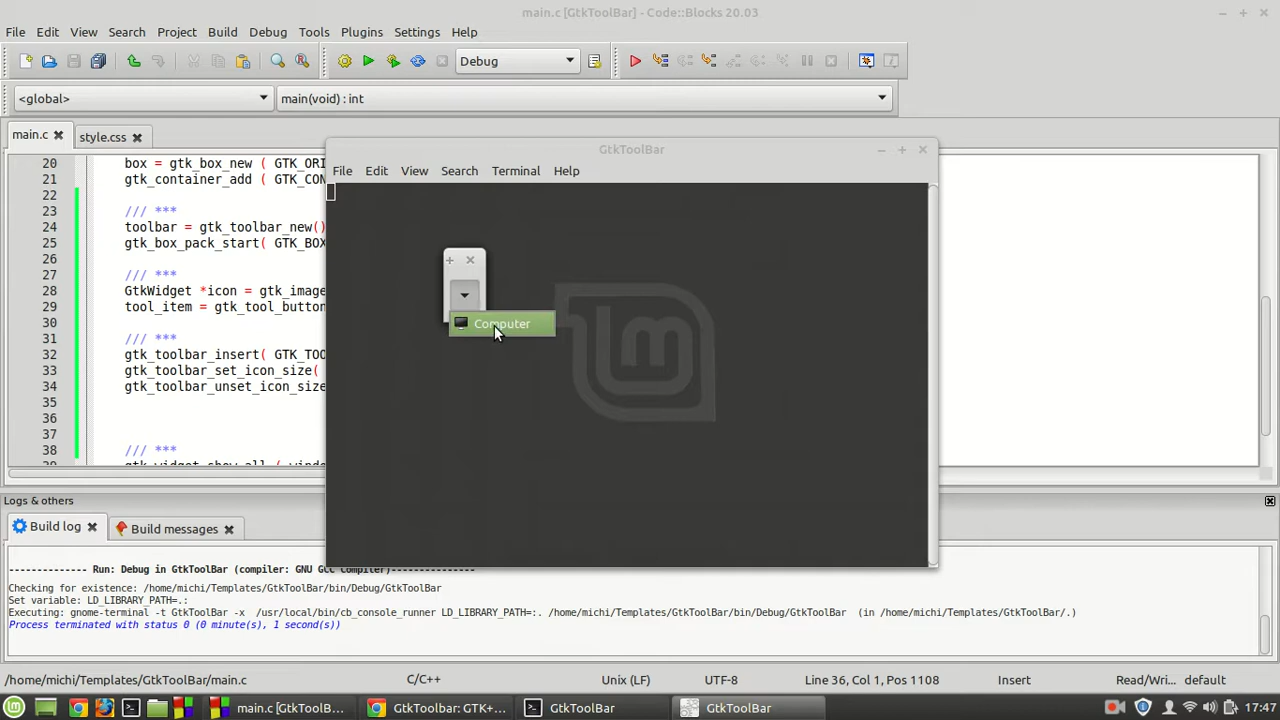 main.c [GtkToolBar] - Code::Blocks 20.03
File Edit View Search Project Build Debug Tools Plugins Settings Help
Debug
<global> main(void) : int
main.c style.css
GtkToolBar
File Edit View Search Terminal Help
20 box = gtk_box_new ( GTK_ORI
21 gtk_container_add ( GTK_CON
22
23 /// ***
24 toolbar = gtk_toolbar_new()
25 gtk_box_pack_start( GTK_BOX
26
27 /// ***
28 GtkWidget *icon = gtk_imag
29 tool_item = gtk_tool_button
30
31 /// ***
32 gtk_toolbar_insert( GTK_TOO
33 gtk_toolbar_set_icon_size(
34 gtk_toolbar_unset_icon_size
35
36
37
38 /// ***
gtk_widget_show_all ( windo
Computer
Logs & others
Build log Build messages
-------------- Run: Debug in GtkToolBar (compiler: GNU GCC Compiler)---------------
Checking for existence: /home/michi/Templates/GtkToolBar/bin/Debug/GtkToolBar
Set variable: LD_LIBRARY_PATH=.:
Executing: gnome-terminal -t GtkToolBar -x /usr/local/bin/cb_console_runner LD_LIBRARY_PATH=:. /home/michi/Templates/GtkToolBar/bin/Debug/GtkToolBar (in /home/michi/Templates/GtkToolBar/.)
Process terminated with status 0 (0 minute(s), 1 second(s))
/home/michi/Templates/GtkToolBar/main.c C/C++ Unix (LF) UTF-8 Line 36, Col 1, Pos 1108 Insert Read/Wri... default
main.c [GtkToolB... GtkToolbar: GTK+... GtkToolBar GtkToolBar 17:47